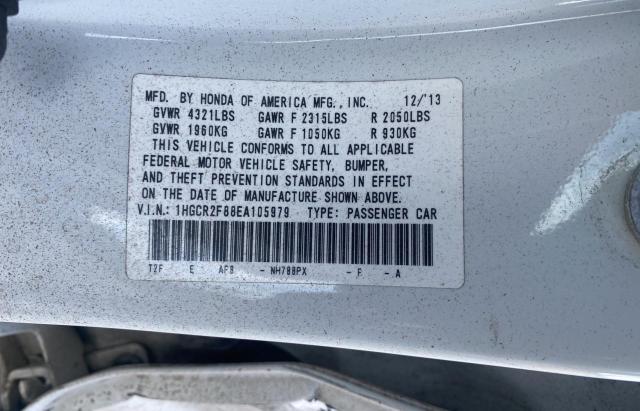 MFD. BY HONDA OF AMERICA MFG., INC. 12/'13
GVWR 4321LBS GAWR F 2315LBS R 2050LBS
GVWR 1960KG GAWR F 1050KG R 930KG
THIS VEHICLE CONFORMS TO ALL APPLICABLE
FEDERAL MOTOR VEHICLE SAFETY, BUMPER,
AND THEFT PREVENTION STANDARDS IN EFFECT
ON THE DATE OF MANUFACTURE SHOWN ABOVE.
V.I.N.: 1HGCR2F88EA105979 TYPE: PASSENGER CAR
T2F E AF8 - NH788PX - F - A